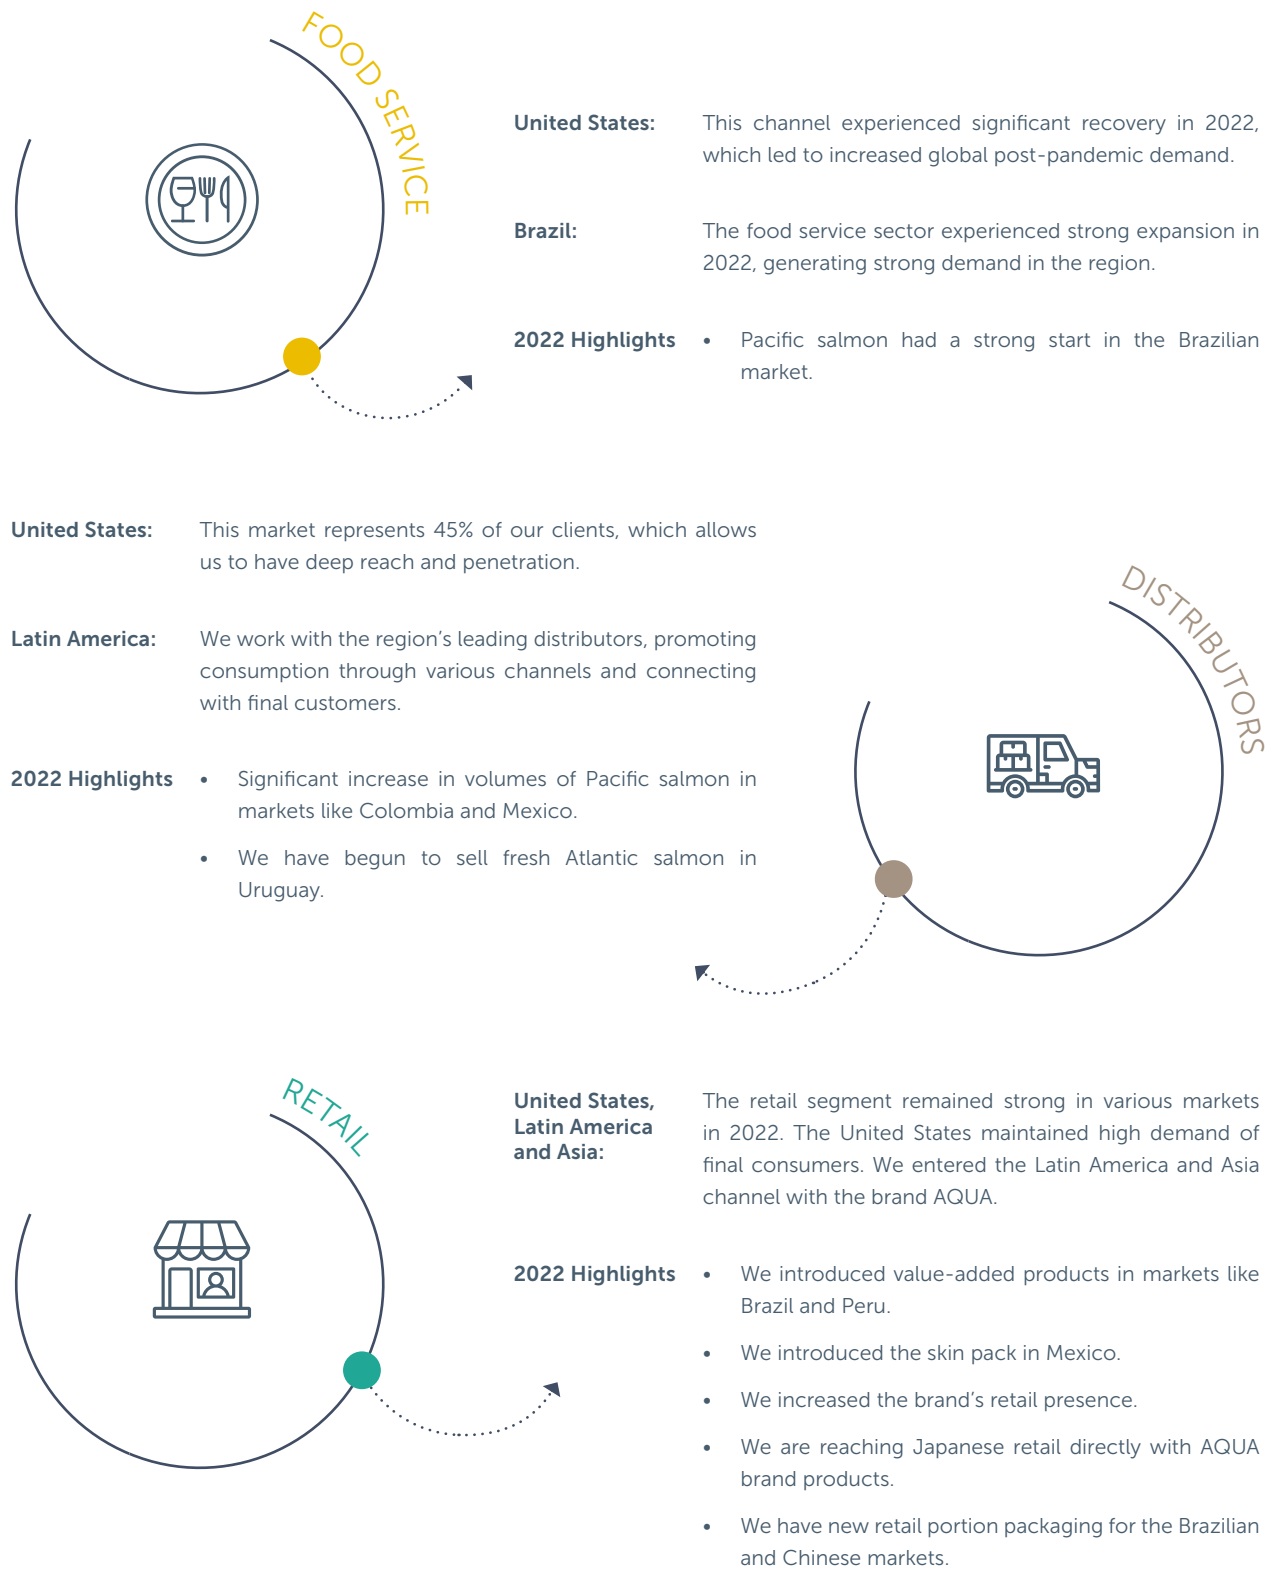 FOOD SERVICE
United States:
This channel experienced significant recovery in 2022,
which led to increased global post-pandemic demand.
Brazil:
The food service sector experienced strong expansion in
2022, generating strong demand in the region.
2022 Highlights
• Pacific salmon had a strong start in the Brazilian
market.
DISTRIBUTORS
United States:
This market represents 45% of our clients, which allows
us to have deep reach and penetration.
Latin America:
We work with the region's leading distributors, promoting
consumption through various channels and connecting
with final customers.
2022 Highlights
• Significant increase in volumes of Pacific salmon in
markets like Colombia and Mexico.
• We have begun to sell fresh Atlantic salmon in
Uruguay.
RETAIL
United States,
Latin America
and Asia:
The retail segment remained strong in various markets
in 2022. The United States maintained high demand of
final consumers. We entered the Latin America and Asia
channel with the brand AQUA.
2022 Highlights
• We introduced value-added products in markets like
Brazil and Peru.
• We introduced the skin pack in Mexico.
• We increased the brand's retail presence.
• We are reaching Japanese retail directly with AQUA
brand products.
• We have new retail portion packaging for the Brazilian
and Chinese markets.